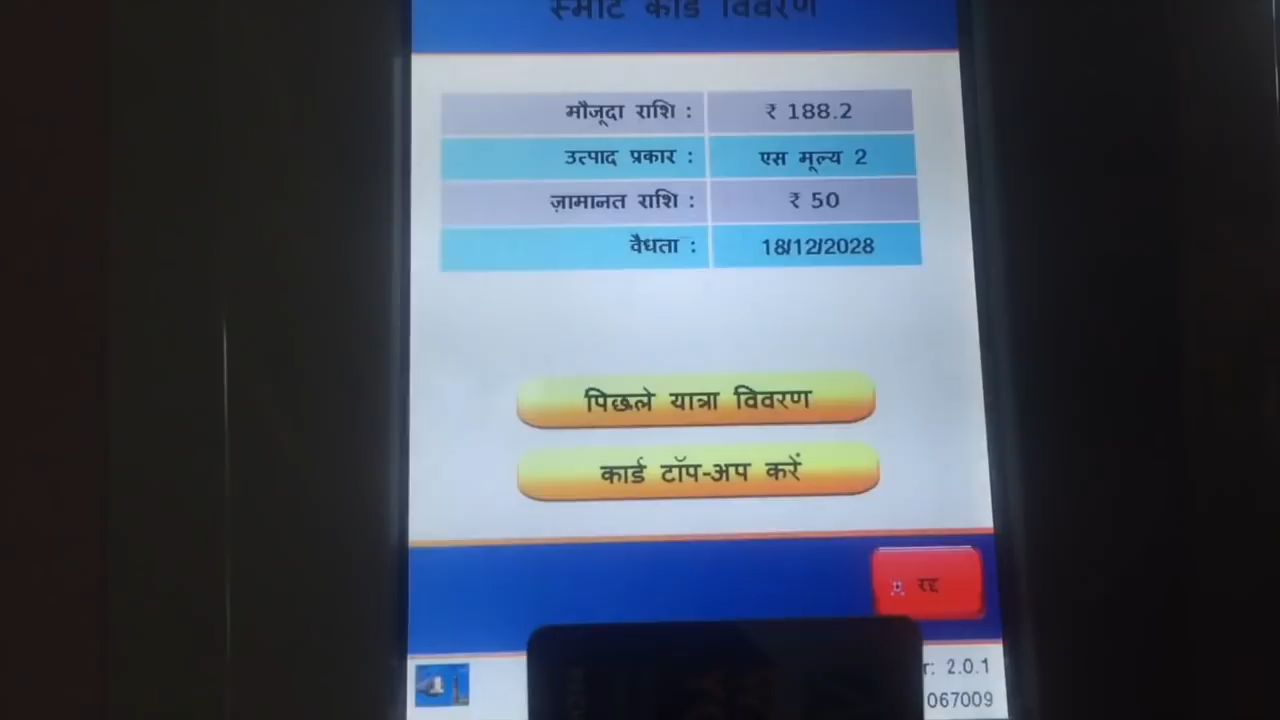 स्मार्ट कार्ड विवरण
मौजूदा राशि : ₹ 188.2
उत्पाद प्रकार : एस मूल्य 2
ज़ामानत राशि : ₹ 50
वैधता : 18/12/2028
पिछले यात्रा विवरण
कार्ड टॉप-अप करें
रद्द
r: 2.0.1
067009